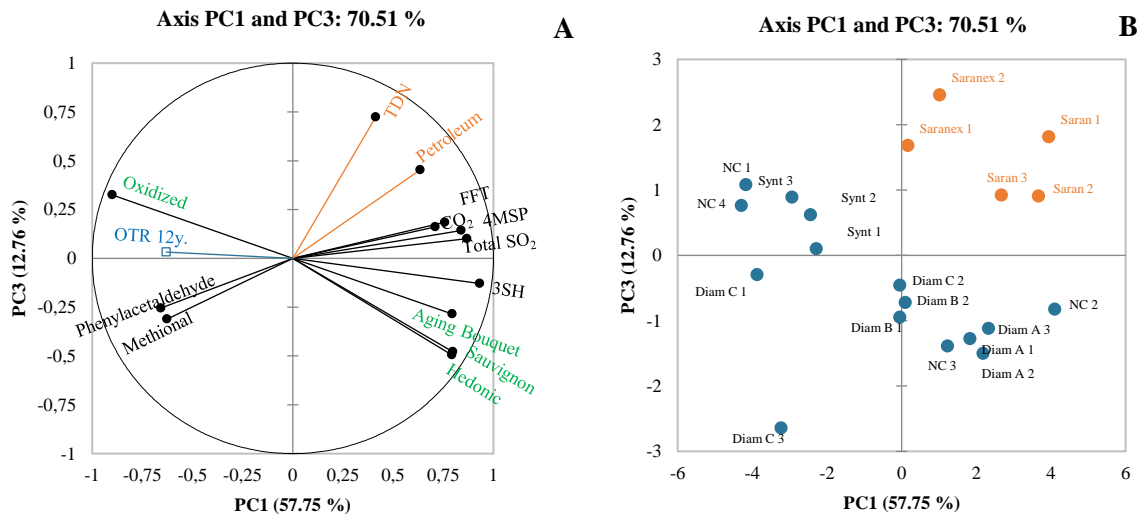 Axis PC1 and PC3: 70.51 %
A
PC3 (12.76 %)
1
0,75
0,5
0,25
0
-0,25
-0,5
-0,75
-1
TDN
Petroleum
Oxidized
FFT
CO2 4MSP
OTR 12y.
Total SO2
Phenylacetaldehyde
3SH
Methional
Aging Bouquet
Sauvignon
Hedonic
-1 -0,75 -0,5 -0,25 0 0,25 0,5 0,75 1
PC1 (57.75 %)
Axis PC1 and PC3: 70.51 %
B
PC3 (12.76 %)
3
2
1
0
-1
-2
-3
Saranex 2
Saran 1
Saranex 1
NC 1
Synt 3
Saran 3
Saran 2
NC 4
Synt 2
Synt 1
Diam C 1
Diam C 2
Diam B 2
NC 2
Diam B 1
Diam A 3
Diam A 1
NC 3
Diam A 2
Diam C 3
-6 -4 -2 0 2 4 6
PC1 (57.75 %)